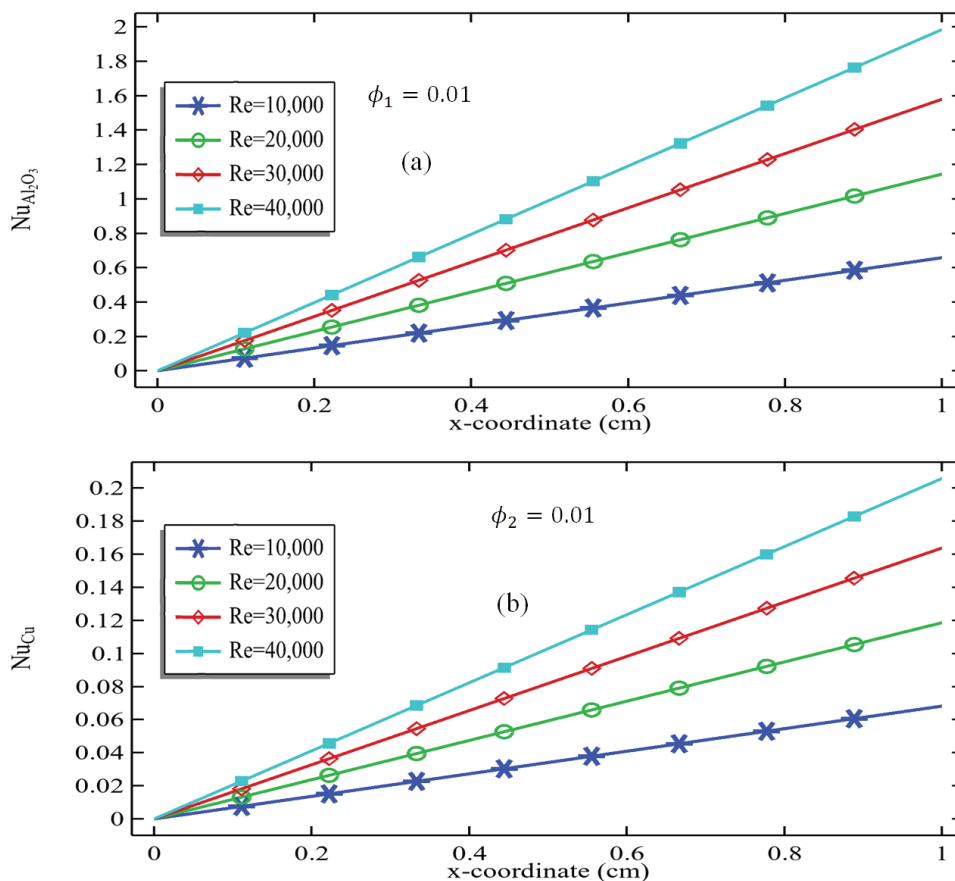 2
1.8
1.6
1.4
1.2
1
0.8
0.6
0.4
0.2
0
Nu_{Al₂O₃}
Re=10,000
Re=20,000
Re=30,000
Re=40,000
ϕ₁ = 0.01
(a)
0 0.2 0.4 0.6 0.8 1
x-coordinate (cm)
0.2
0.18
0.16
0.14
0.12
0.1
0.08
0.06
0.04
0.02
0
Nu_{Cu}
Re=10,000
Re=20,000
Re=30,000
Re=40,000
ϕ₂ = 0.01
(b)
0 0.2 0.4 0.6 0.8 1
x-coordinate (cm)